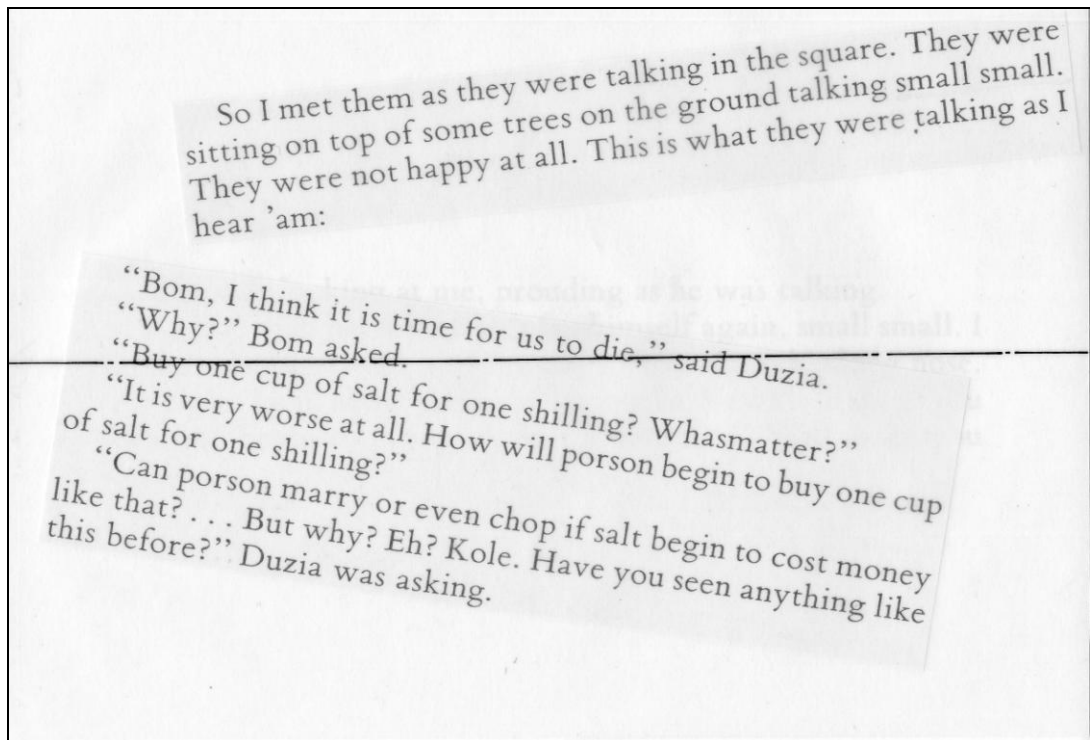 So I met them as they were talking in the square. They were
sitting on top of some trees on the ground talking small small.
They were not happy at all. This is what they were talking as I
hear ’am:
“Bom, I think it is time for us to die,” said Duzia.
“Why?” Bom asked.
“Buy one cup of salt for one shilling? Whasmatter?”
“It is very worse at all. How will porson begin to buy one cup
of salt for one shilling?”
“Can porson marry or even chop if salt begin to cost money
like that? . . . But why? Eh? Kole. Have you seen anything like
this before?” Duzia was asking.